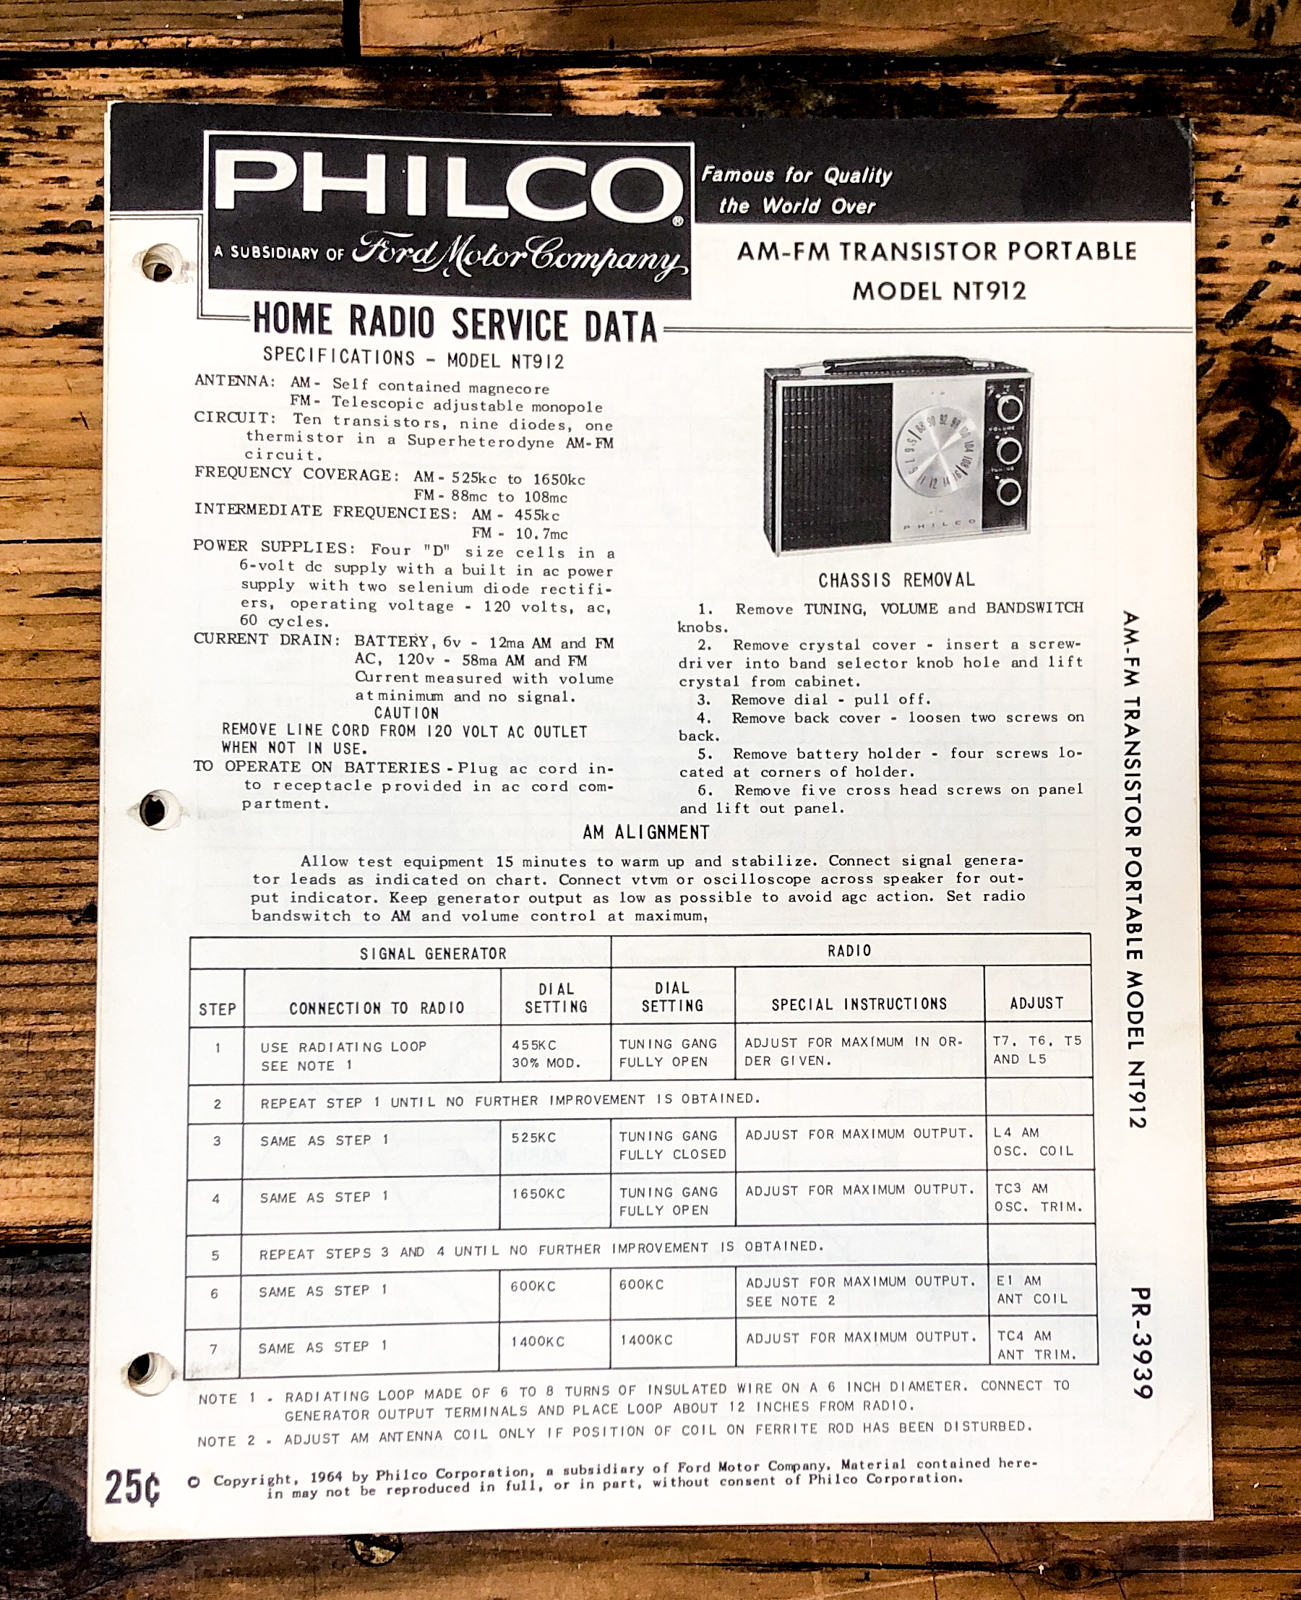 PHILCO®
A SUBSIDIARY OF Ford Motor Company
Famous for Quality
the World Over
AM-FM TRANSISTOR PORTABLE
MODEL NT912
HOME RADIO SERVICE DATA
SPECIFICATIONS - MODEL NT912
ANTENNA: AM- Self contained magnecore
FM- Telescopic adjustable monopole
CIRCUIT: Ten transistors, nine diodes, one
thermistor in a Superheterodyne AM-FM
circuit.
FREQUENCY COVERAGE: AM- 525kc to 1650kc
FM- 88mc to 108mc
INTERMEDIATE FREQUENCIES: AM - 455kc
FM - 10.7mc
POWER SUPPLIES: Four "D" size cells in a
6-volt dc supply with a built in ac power
supply with two selenium diode rectifi-
ers, operating voltage - 120 volts, ac,
60 cycles.
CURRENT DRAIN: BATTERY, 6v - 12ma AM and FM
AC, 120v - 58ma AM and FM
Current measured with volume
at minimum and no signal.
CAUTION
REMOVE LINE CORD FROM 120 VOLT AC OUTLET
WHEN NOT IN USE.
TO OPERATE ON BATTERIES - Plug ac cord in-
to receptacle provided in ac cord com-
partment.
PHILCO
CHASSIS REMOVAL
1. Remove TUNING, VOLUME and BANDSWITCH
knobs.
2. Remove crystal cover - insert a screw-
driver into band selector knob hole and lift
crystal from cabinet.
3. Remove dial - pull off.
4. Remove back cover - loosen two screws on
back.
5. Remove battery holder - four screws lo-
cated at corners of holder.
6. Remove five cross head screws on panel
and lift out panel.
AM ALIGNMENT
Allow test equipment 15 minutes to warm up and stabilize. Connect signal genera-
tor leads as indicated on chart. Connect vtvm or oscilloscope across speaker for out-
put indicator. Keep generator output as low as possible to avoid agc action. Set radio
bandswitch to AM and volume control at maximum,
SIGNAL GENERATOR RADIO
STEP CONNECTION TO RADIO DIAL SETTING DIAL SETTING SPECIAL INSTRUCTIONS ADJUST
1 USE RADIATING LOOP 455KC TUNING GANG ADJUST FOR MAXIMUM IN OR- T7, T6, T5
SEE NOTE 1 30% MOD. FULLY OPEN DER GIVEN. AND L5
2 REPEAT STEP 1 UNTIL NO FURTHER IMPROVEMENT IS OBTAINED.
3 SAME AS STEP 1 525KC TUNING GANG ADJUST FOR MAXIMUM OUTPUT. L4 AM
FULLY CLOSED OSC. COIL
4 SAME AS STEP 1 1650KC TUNING GANG ADJUST FOR MAXIMUM OUTPUT. TC3 AM
FULLY OPEN OSC. TRIM.
5 REPEAT STEPS 3 AND 4 UNTIL NO FURTHER IMPROVEMENT IS OBTAINED.
6 SAME AS STEP 1 600KC 600KC ADJUST FOR MAXIMUM OUTPUT. E1 AM
SEE NOTE 2 ANT COIL
7 SAME AS STEP 1 1400KC 1400KC ADJUST FOR MAXIMUM OUTPUT. TC4 AM
ANT TRIM.
NOTE 1 - RADIATING LOOP MADE OF 6 TO 8 TURNS OF INSULATED WIRE ON A 6 INCH DIAMETER. CONNECT TO
GENERATOR OUTPUT TERMINALS AND PLACE LOOP ABOUT 12 INCHES FROM RADIO.
NOTE 2 - ADJUST AM ANTENNA COIL ONLY IF POSITION OF COIL ON FERRITE ROD HAS BEEN DISTURBED.
25¢
© Copyright, 1964 by Philco Corporation, a subsidiary of Ford Motor Company. Material contained here-
in may not be reproduced in full, or in part, without consent of Philco Corporation.
AM-FM TRANSISTOR PORTABLE MODEL NT912
PR-3939